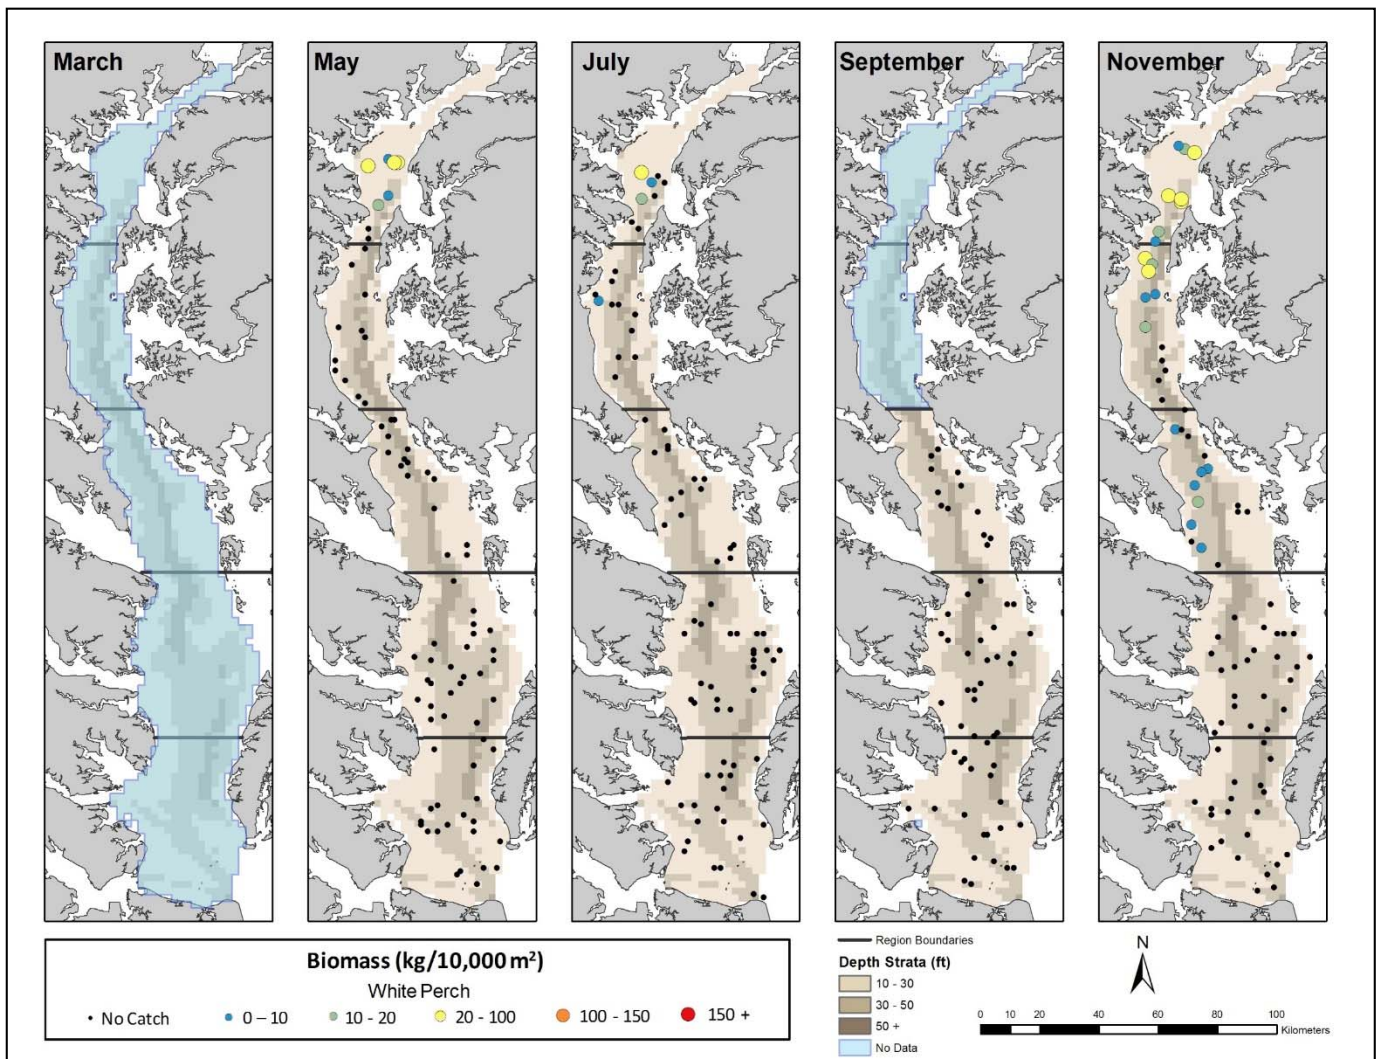 March
May
July
September
November
Biomass (kg/10,000 m²)
White Perch
No Catch
0 – 10
10 - 20
20 - 100
100 - 150
150 +
Region Boundaries
Depth Strata (ft)
10 - 30
30 - 50
50 +
No Data
N
0 10 20 40 60 80 100
Kilometers